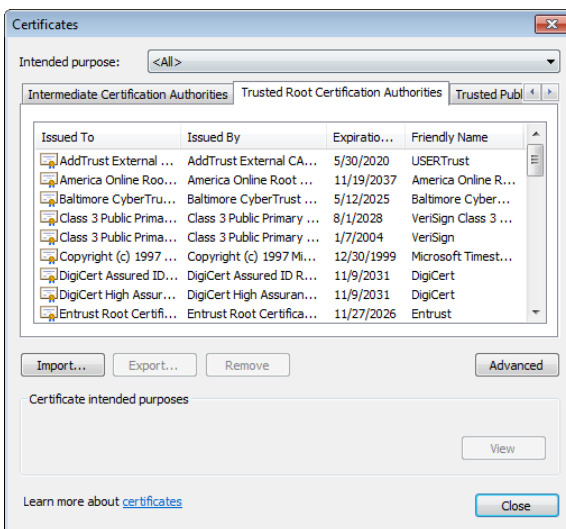 Certificates
Intended purpose: <All>
Intermediate Certification Authorities Trusted Root Certification Authorities Trusted Publ
Issued To Issued By Expiratio... Friendly Name
AddTrust External ... AddTrust External CA... 5/30/2020 USERTrust
America Online Roo... America Online Root ... 11/19/2037 America Online R...
Baltimore CyberTru... Baltimore CyberTrust ... 5/12/2025 Baltimore Cyber...
Class 3 Public Prima... Class 3 Public Primary ... 8/1/2028 VeriSign Class 3 ...
Class 3 Public Prima... Class 3 Public Primary ... 1/7/2004 VeriSign
Copyright (c) 1997 ... Copyright (c) 1997 Mi... 12/30/1999 Microsoft Timest...
DigiCert Assured ID... DigiCert Assured ID R... 11/9/2031 DigiCert
DigiCert High Assur... DigiCert High Assuran... 11/9/2031 DigiCert
Entrust Root Certifi... Entrust Root Certifica... 11/27/2026 Entrust
Import... Export... Remove Advanced
Certificate intended purposes
View
Learn more about certificates
Close